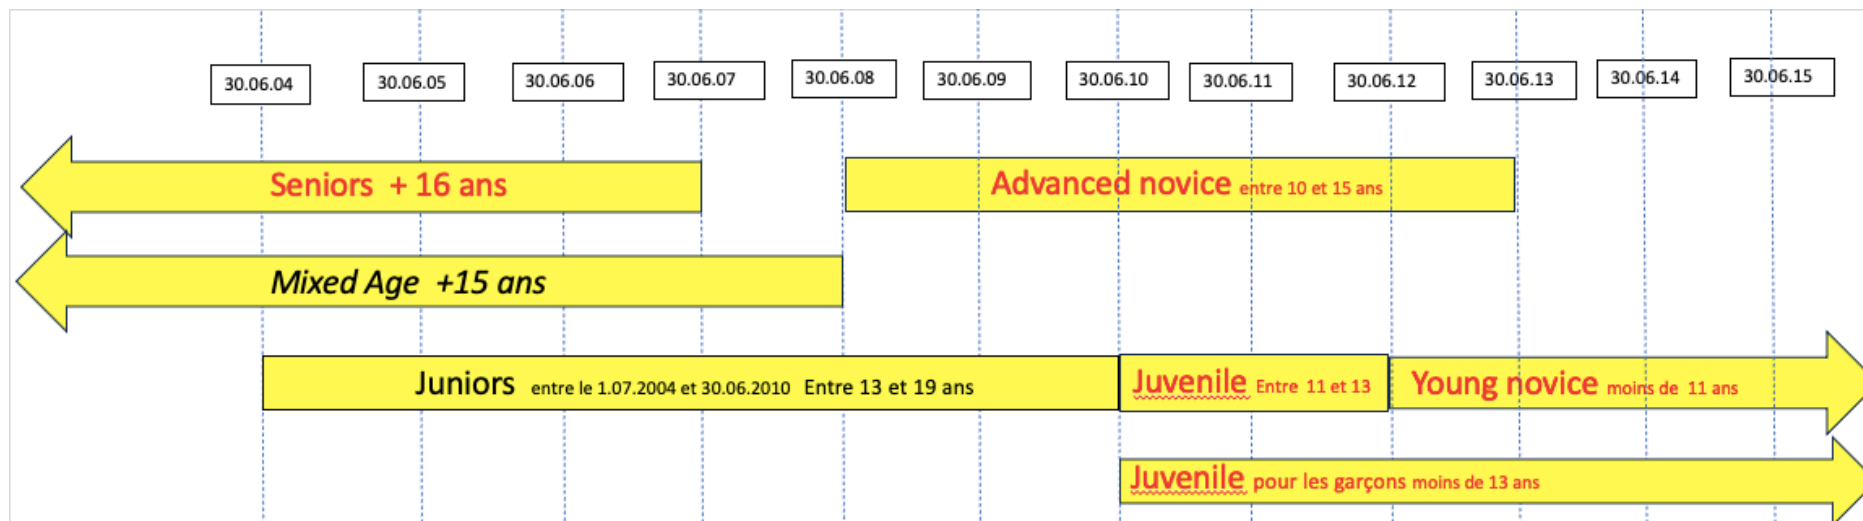 30.06.04 30.06.05 30.06.06 30.06.07 30.06.08 30.06.09 30.06.10 30.06.11 30.06.12 30.06.13 30.06.14 30.06.15
Seniors + 16 ans
Advanced novice entre 10 et 15 ans
Mixed Age +15 ans
Juniors entre le 1.07.2004 et 30.06.2010 Entre 13 et 19 ans
Juvenile Entre 11 et 13
Young novice moins de 11 ans
Juvenile pour les garçons moins de 13 ans